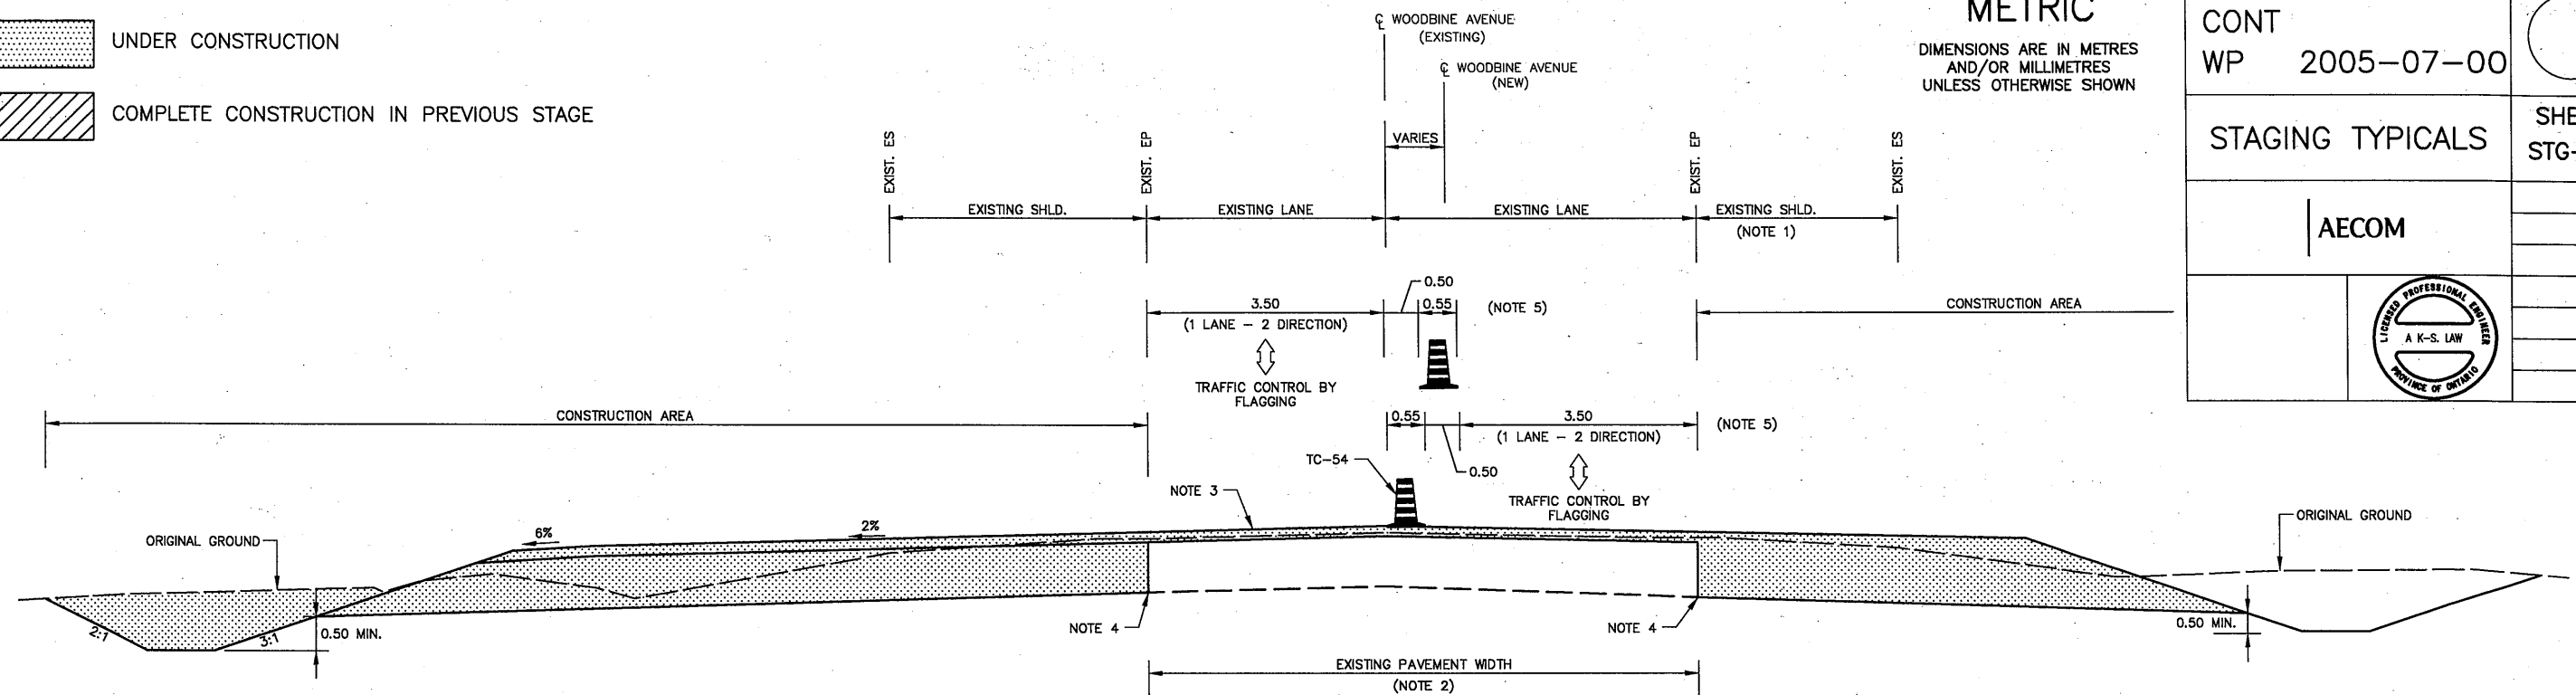 UNDER CONSTRUCTION
COMPLETE CONSTRUCTION IN PREVIOUS STAGE
℄ WOODBINE AVENUE
(EXISTING)
℄ WOODBINE AVENUE
(NEW)
METRIC
DIMENSIONS ARE IN METRES
AND/OR MILLIMETRES
UNLESS OTHERWISE SHOWN
CONT
WP 2005-07-00
STAGING TYPICALS
STG-
AECOM
LICENSED PROFESSIONAL ENGINEER
A K-S. LAW
PROVINCE OF ONTARIO
EXIST. ES
EXIST. EP
VARIES
EXIST. EP
EXIST. ES
EXISTING SHLD.
EXISTING LANE
EXISTING LANE
EXISTING SHLD.
(NOTE 1)
0.50
3.50
0.55
(NOTE 5)
CONSTRUCTION AREA
(1 LANE - 2 DIRECTION)
TRAFFIC CONTROL BY
FLAGGING
CONSTRUCTION AREA
0.55
3.50
(NOTE 5)
(1 LANE - 2 DIRECTION)
0.50
TC-54
TRAFFIC CONTROL BY
FLAGGING
NOTE 3
ORIGINAL GROUND
6%
2%
ORIGINAL GROUND
2:1
3:1
0.50 MIN.
NOTE 4
NOTE 4
0.50 MIN.
EXISTING PAVEMENT WIDTH
(NOTE 2)